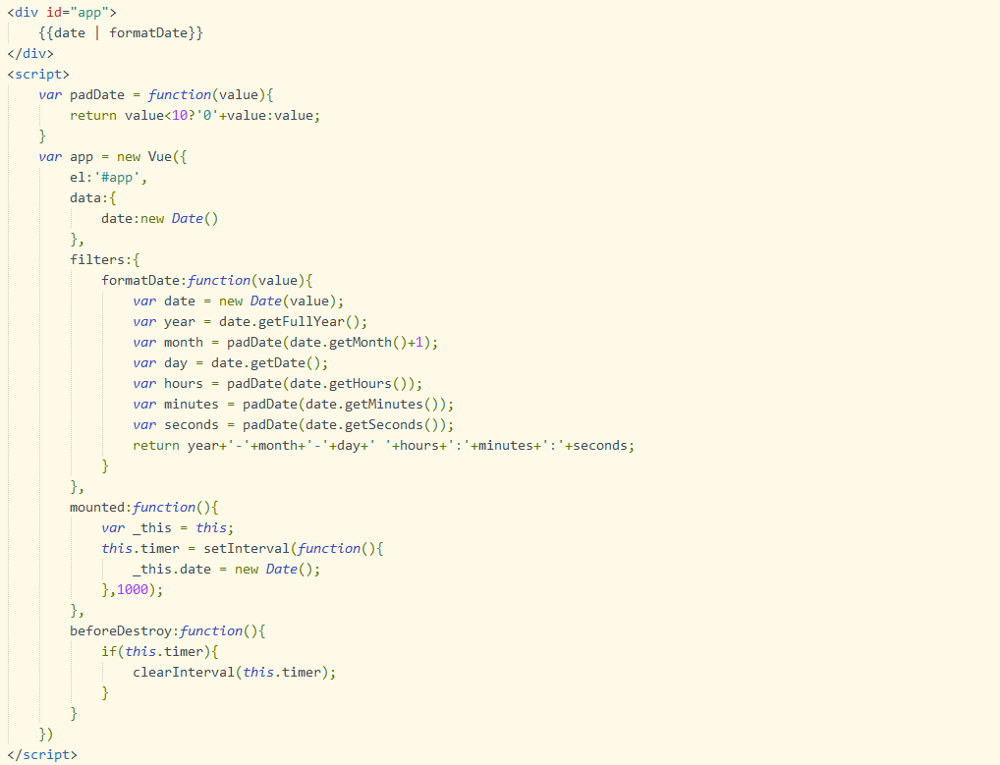 <div id="app">
    {{date | formatDate}}
</div>
<script>
    var padDate = function(value){
        return value<10?'0'+value:value;
    }
    var app = new Vue({
        el:'#app',
        data:{
            date:new Date()
        },
        filters:{
            formatDate:function(value){
                var date = new Date(value);
                var year = date.getFullYear();
                var month = padDate(date.getMonth()+1);
                var day = date.getDate();
                var hours = padDate(date.getHours());
                var minutes = padDate(date.getMinutes());
                var seconds = padDate(date.getSeconds());
                return year+'-'+month+'-'+day+' '+hours+':'+minutes+':'+seconds;
            }
        },
        mounted:function(){
            var _this = this;
            this.timer = setInterval(function(){
                _this.date = new Date();
            },1000);
        },
        beforeDestroy:function(){
            if(this.timer){
                clearInterval(this.timer);
            }
        }
    })
</script>